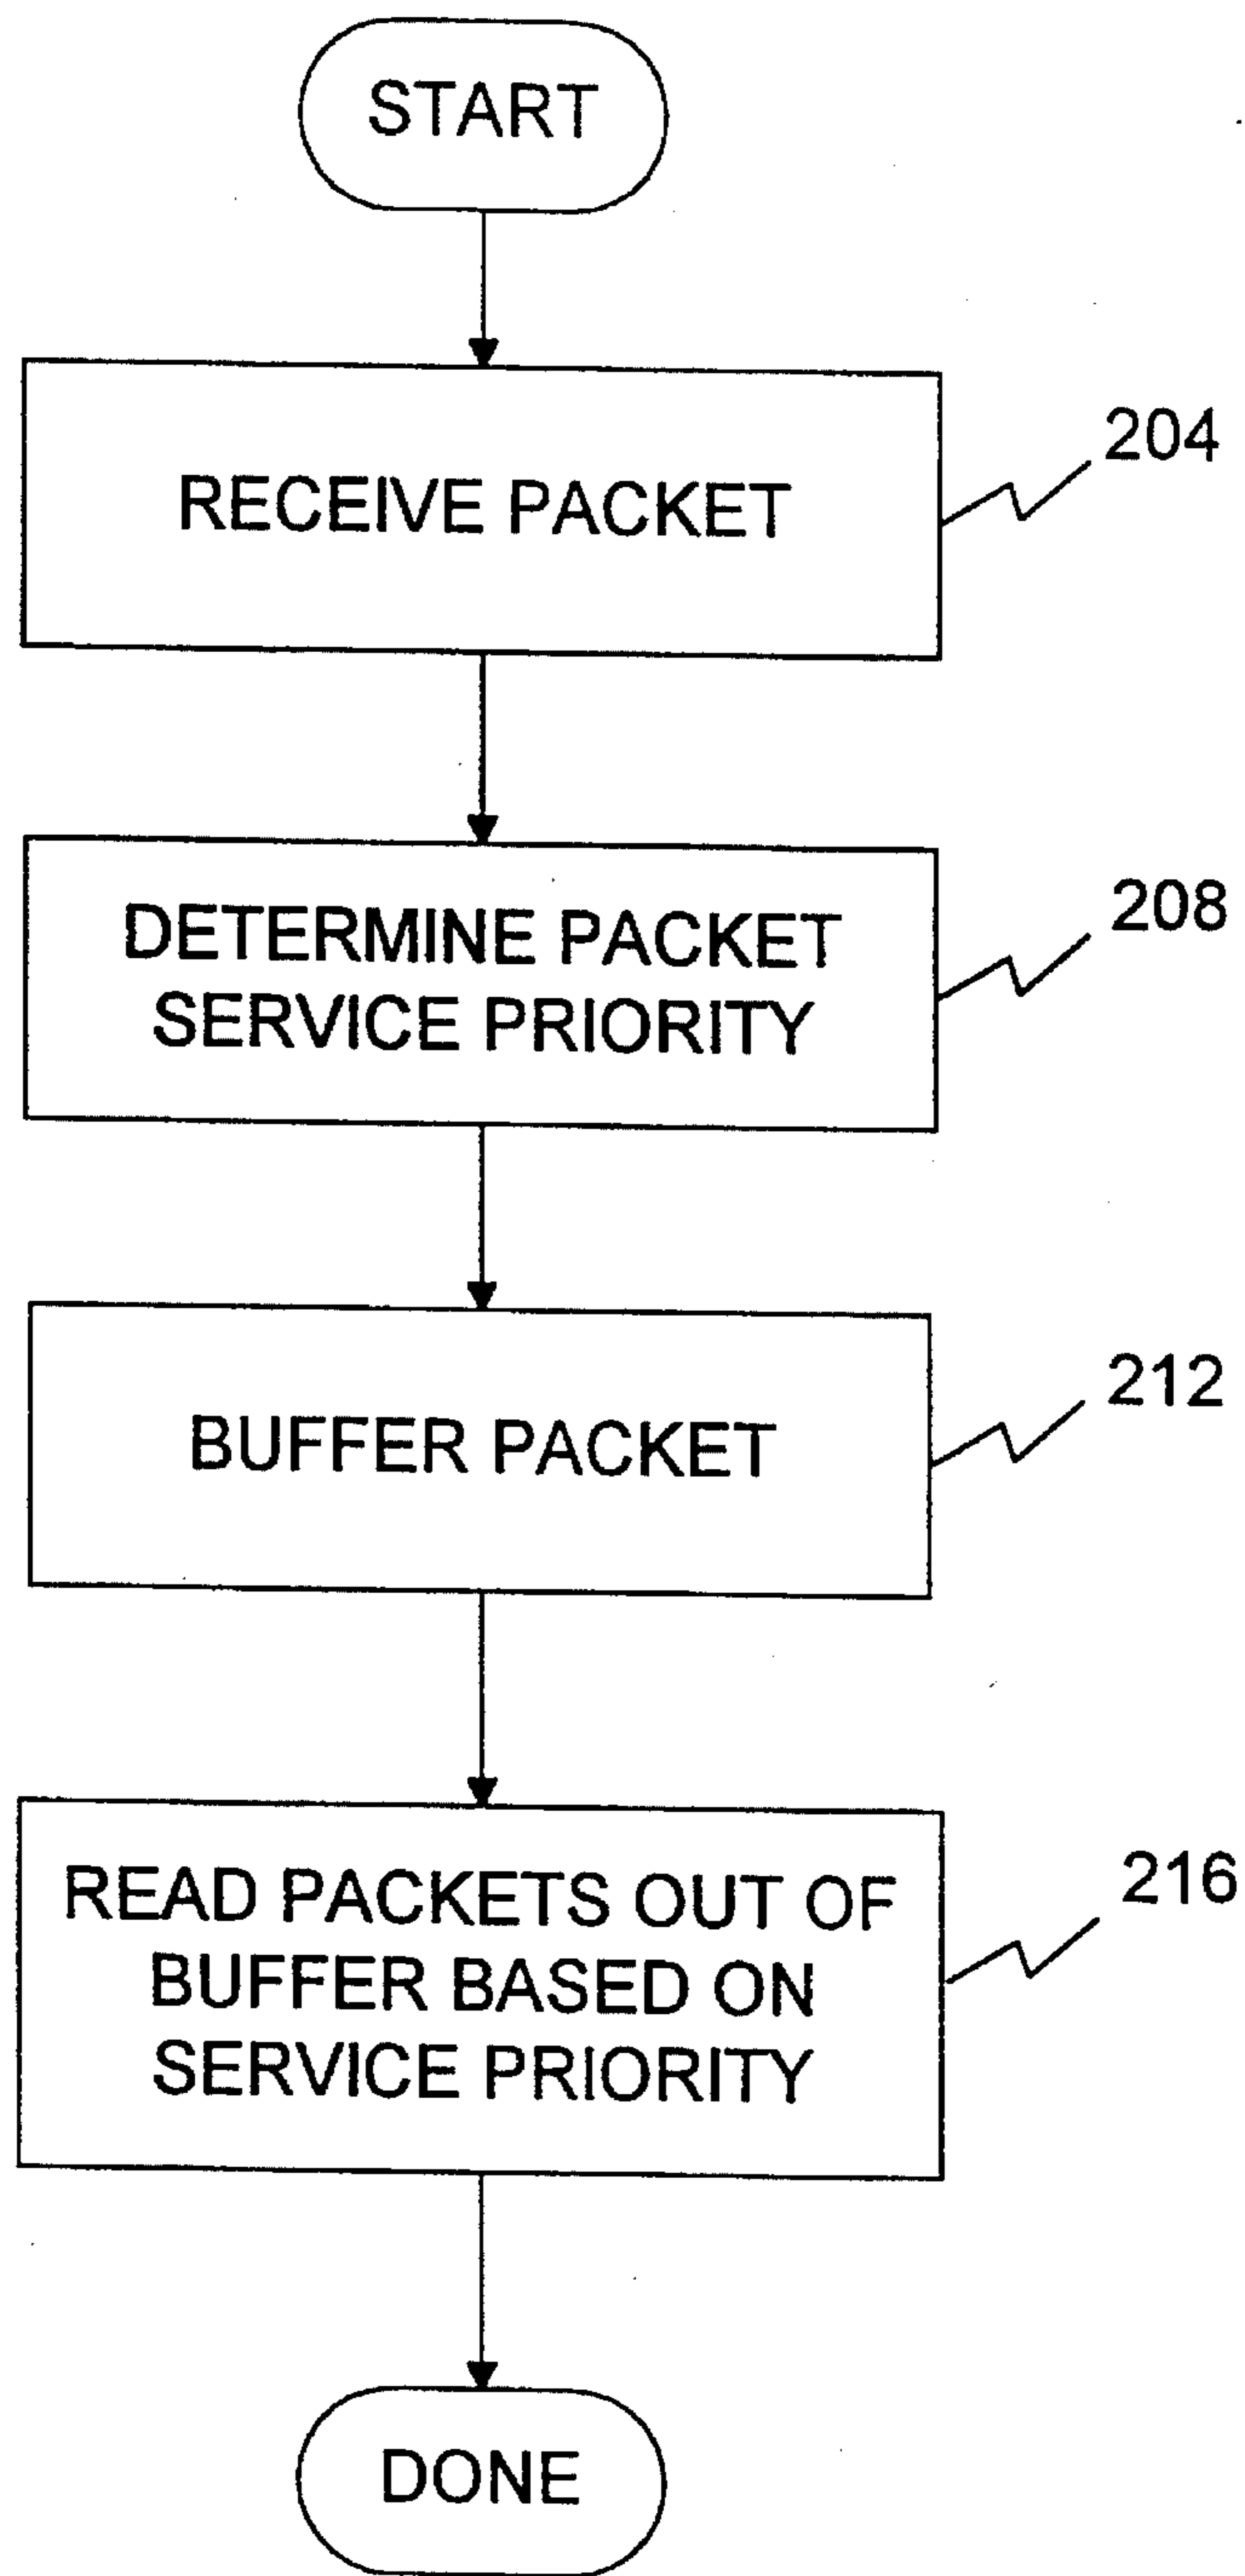 START
RECEIVE PACKET
204
DETERMINE PACKET
SERVICE PRIORITY
208
BUFFER PACKET
212
READ PACKETS OUT OF
BUFFER BASED ON
SERVICE PRIORITY
216
DONE